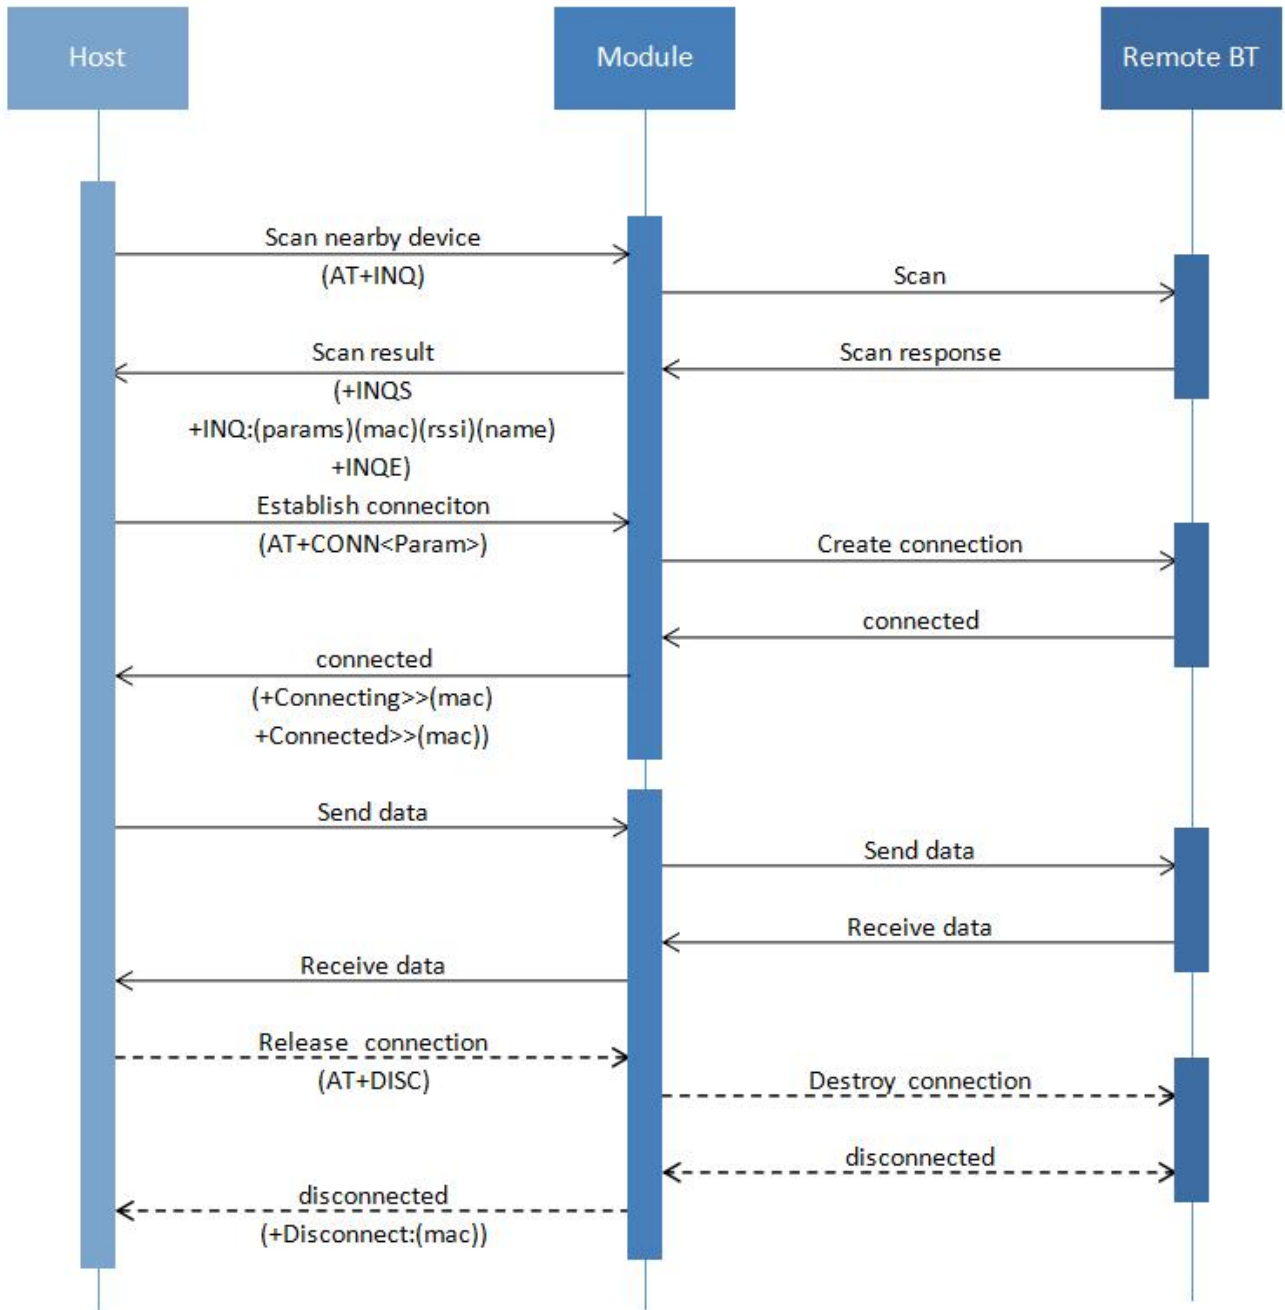 Host
Module
Remote BT
Scan nearby device
(AT+INQ)
Scan
Scan result
Scan response
(+INQS
+INQ:(params)(mac)(rssi)(name)
+INQE)
Establish conneciton
(AT+CONN<Param>)
Create connection
connected
connected
(+Connecting>>(mac)
+Connected>>(mac))
Send data
Send data
Receive data
Receive data
Release connection
(AT+DISC)
Destroy connection
disconnected
disconnected
(+Disconnect:(mac))